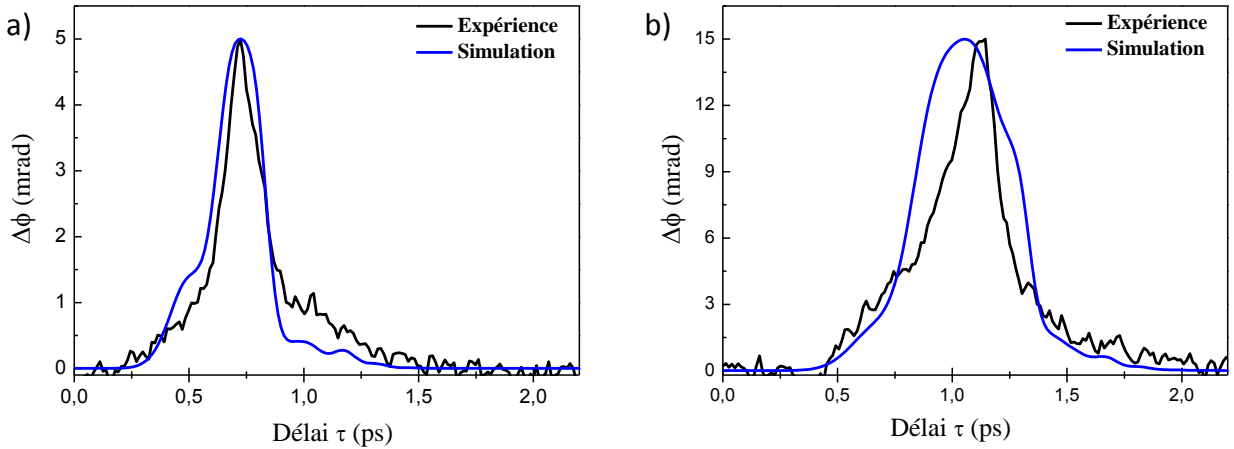 a)
Expérience
Simulation
5
4
3
2
1
0
0,0
0,5
1,0
1,5
2,0
Δϕ (mrad)
Délai τ (ps)
b)
Expérience
Simulation
15
12
9
6
3
0
0,0
0,5
1,0
1,5
2,0
Δϕ (mrad)
Délai τ (ps)